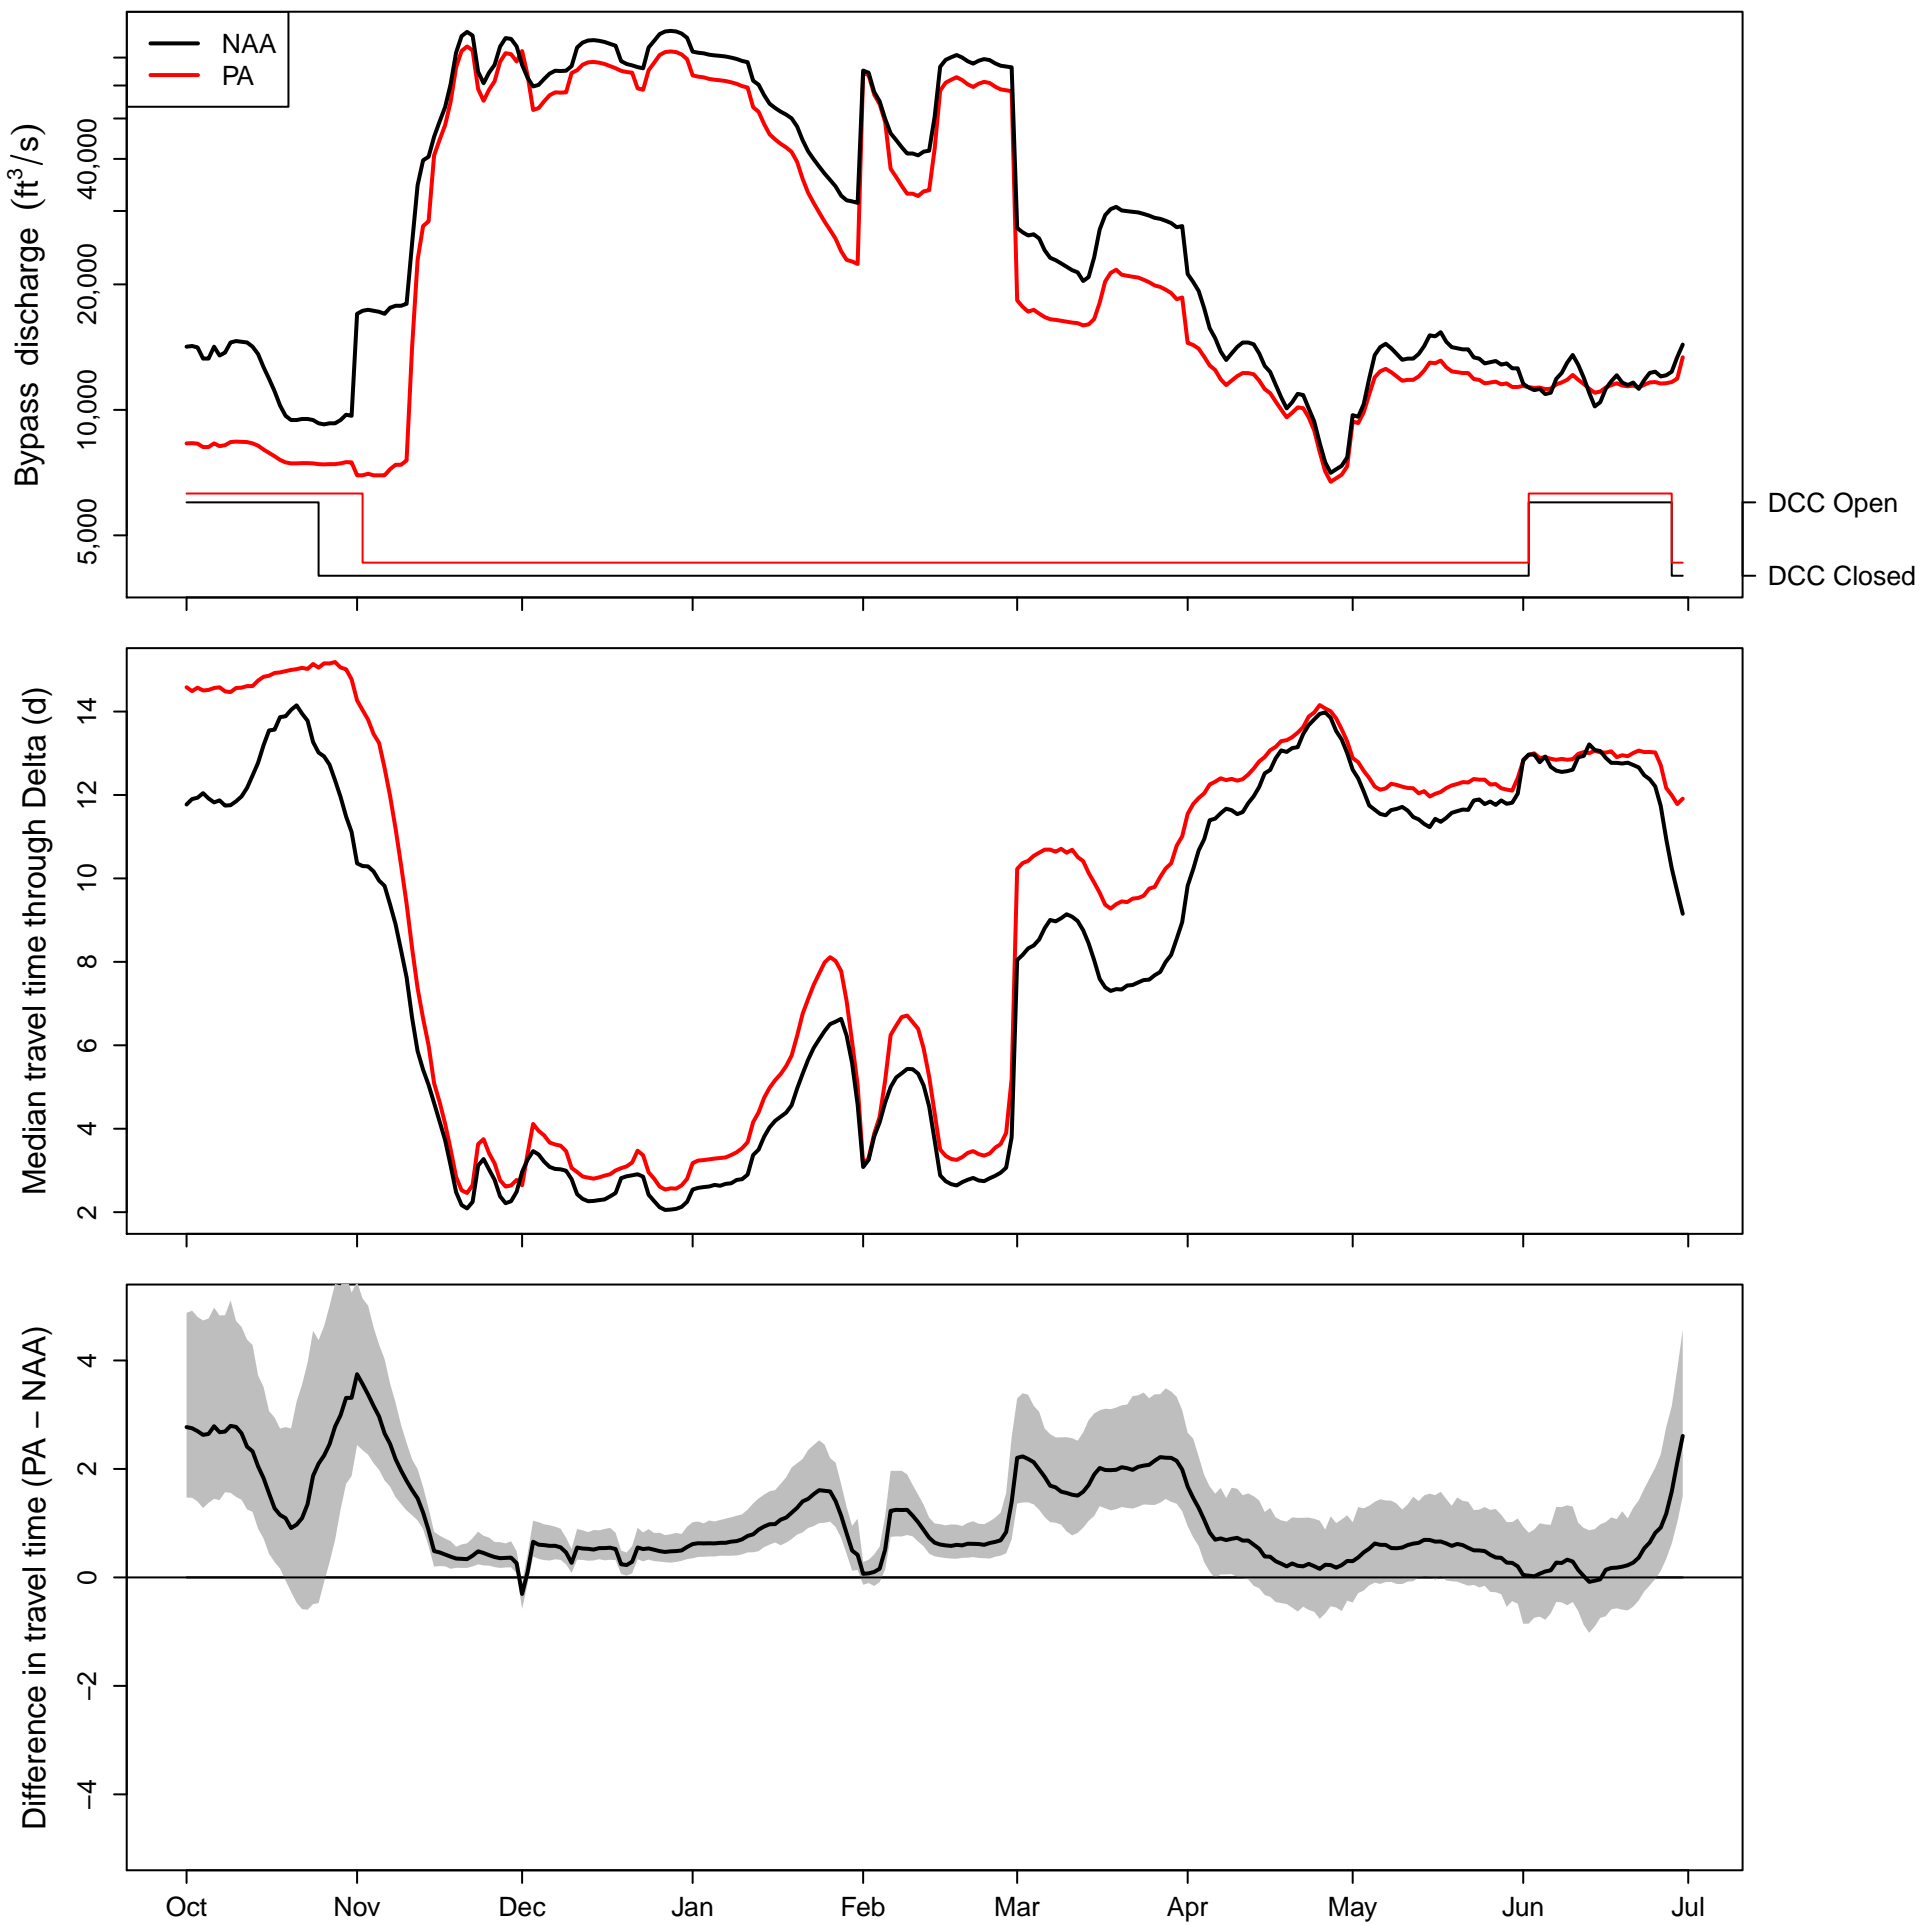 NAA
PA
Bypass discharge (ft³/s)
40,000
20,000
10,000
5,000
DCC Open
DCC Closed
Median travel time through Delta (d)
14
12
10
8
6
4
2
Difference in travel time (PA − NAA)
4
2
0
−2
−4
Oct Nov Dec Jan Feb Mar Apr May Jun Jul